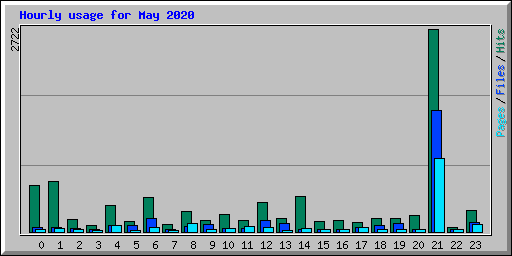 Hourly usage for May 2020
2722
Pages/Files/Hits
0 1 2 3 4 5 6 7 8 9 10 11 12 13 14 15 16 17 18 19 20 21 22 23